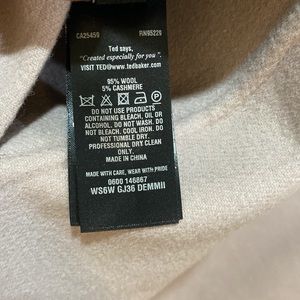 CA25459 RN95229
Ted says,
"Created especially for you".
VISIT TED@www.tedbaker.com
95% WOOL
5% CASHMERE
DO NOT USE PRODUCTS
CONTAINING BLEACH, OIL OR
ALCOHOL. DO NOT WASH. DO
NOT BLEACH. COOL IRON. DO
NOT TUMBLE DRY.
PROFESSIONAL DRY CLEAN
ONLY.
MADE IN CHINA
MADE WITH CARE, WEAR WITH PRIDE
0600 146867
WS6W GJ36 DEMMII